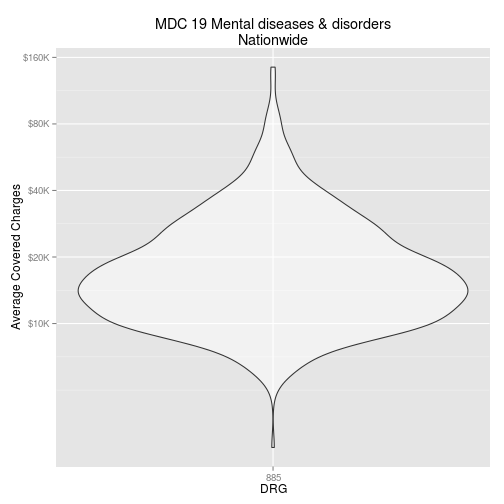 MDC 19 Mental diseases & disorders
Nationwide
Average Covered Charges
$160K
$80K
$40K
$20K
$10K
885
DRG